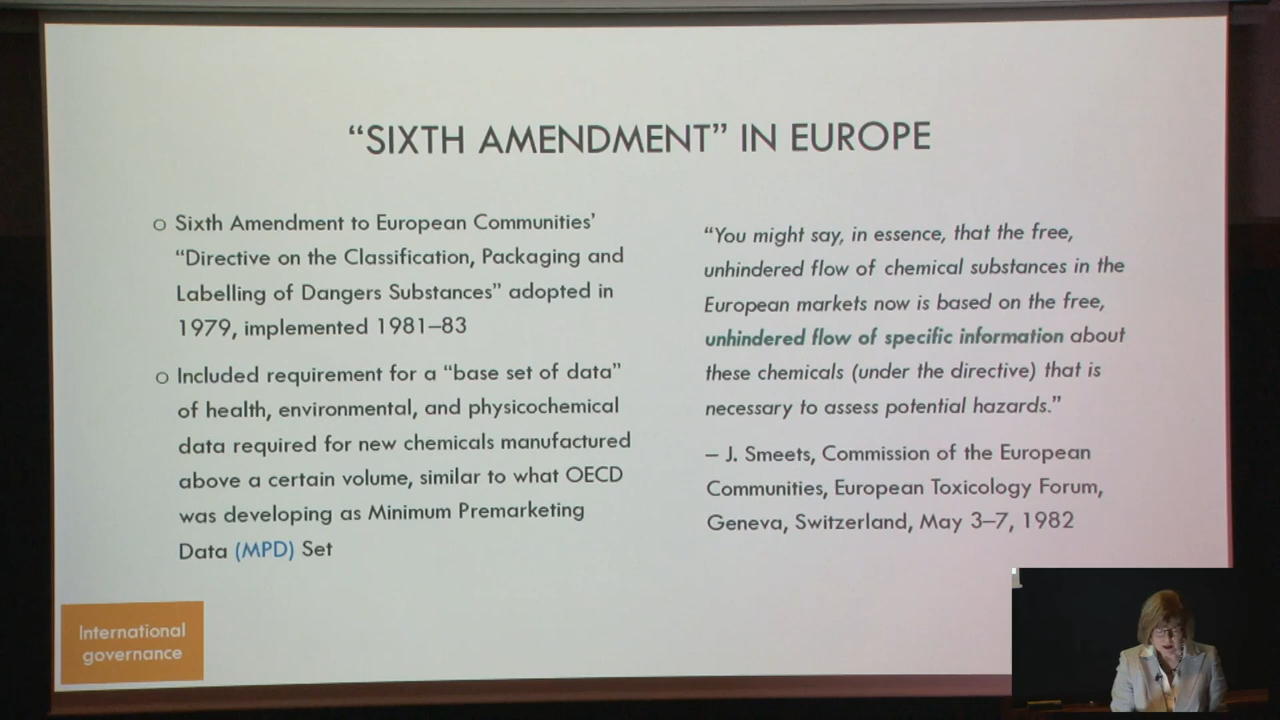 “SIXTH AMENDMENT” IN EUROPE
○ Sixth Amendment to European Communities’
“Directive on the Classification, Packaging and
Labelling of Dangers Substances” adopted in
1979, implemented 1981–83
○ Included requirement for a “base set of data”
of health, environmental, and physicochemical
data required for new chemicals manufactured
above a certain volume, similar to what OECD
was developing as Minimum Premarketing
Data (MPD) Set
“You might say, in essence, that the free,
unhindered flow of chemical substances in the
European markets now is based on the free,
unhindered flow of specific information about
these chemicals (under the directive) that is
necessary to assess potential hazards.”
– J. Smeets, Commission of the European
Communities, European Toxicology Forum,
Geneva, Switzerland, May 3–7, 1982
International
governance